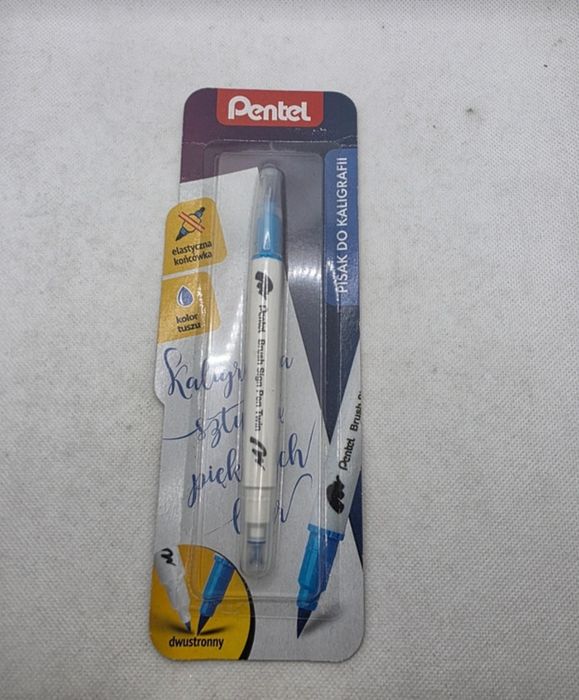 Pentel
PISAK DO KALIGRAFII
elastyczna
końcówka
kolor
tuszu
Pentel Brush Sign Pen Twin
Pentel Brush
dwustronny